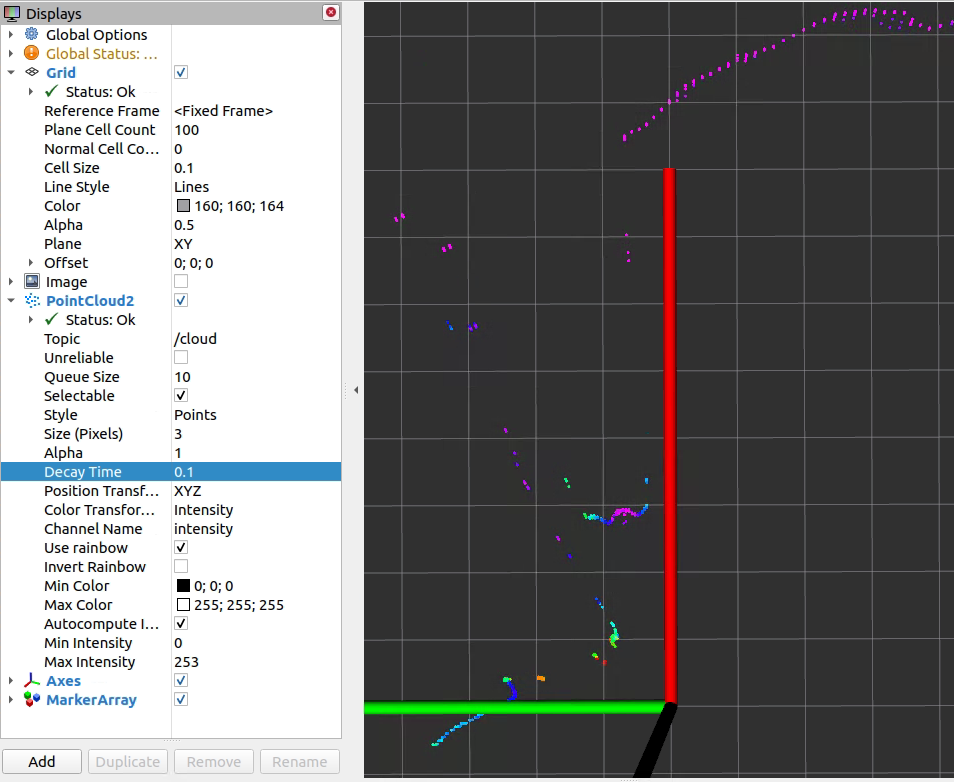 Displays
Global Options
Global Status: ...
Grid
Status: Ok
Reference Frame <Fixed Frame>
Plane Cell Count 100
Normal Cell Co... 0
Cell Size 0.1
Line Style Lines
Color 160; 160; 164
Alpha 0.5
Plane XY
Offset 0; 0; 0
Image
PointCloud2
Status: Ok
Topic /cloud
Unreliable
Queue Size 10
Selectable
Style Points
Size (Pixels) 3
Alpha 1
Decay Time 0.1
Position Transf... XYZ
Color Transfor... Intensity
Channel Name intensity
Use rainbow
Invert Rainbow
Min Color 0; 0; 0
Max Color 255; 255; 255
Autocompute I...
Min Intensity 0
Max Intensity 253
Axes
MarkerArray
Add Duplicate Remove Rename